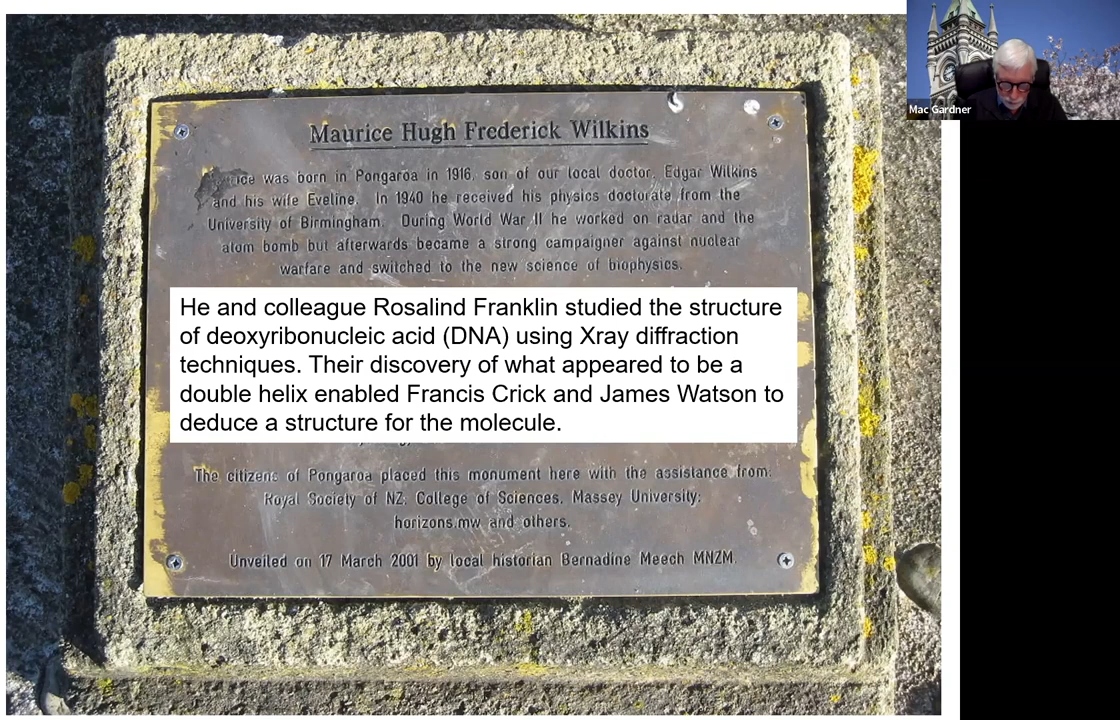 Mac Gardner
Maurice Hugh Frederick Wilkins
was born in Pongaroa in 1916, son of our local doctor, Edgar Wilkins
and his wife Eveline. In 1940 he received his physics doctorate from the
University of Birmingham. During World War II he worked on radar and the
atom bomb but afterwards became a strong campaigner against nuclear
warfare and switched to the new science of biophysics.
He and colleague Rosalind Franklin studied the structure
of deoxyribonucleic acid (DNA) using Xray diffraction
techniques. Their discovery of what appeared to be a
double helix enabled Francis Crick and James Watson to
deduce a structure for the molecule.
The citizens of Pongaroa placed this monument here with the assistance from:
Royal Society of NZ, College of Sciences, Massey University;
horizons.mw and others.
Unveiled on 17 March 2001 by local historian Bernadine Meech MNZM.